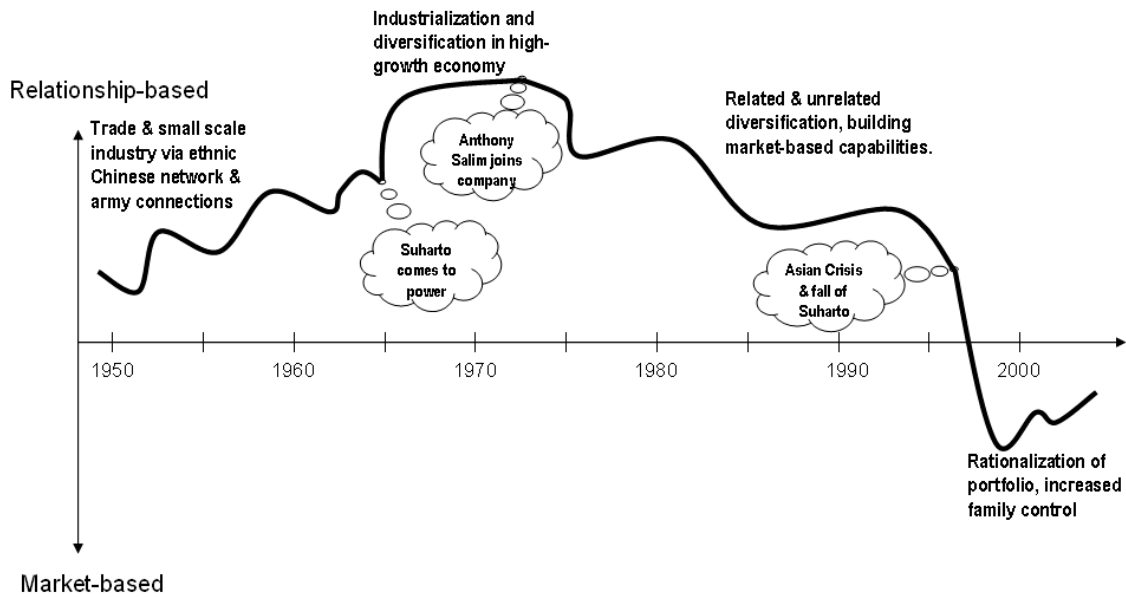 Industrialization and
diversification in high-
growth economy
Relationship-based
Trade & small scale
industry via ethnic
Chinese network &
army connections
Anthony
Salim joins
company
Related & unrelated
diversification, building
market-based capabilities.
Suharto
comes to
power
Asian Crisis
& fall of
Suharto
1950
1960
1970
1980
1990
2000
Rationalization of
portfolio, increased
family control
Market-based